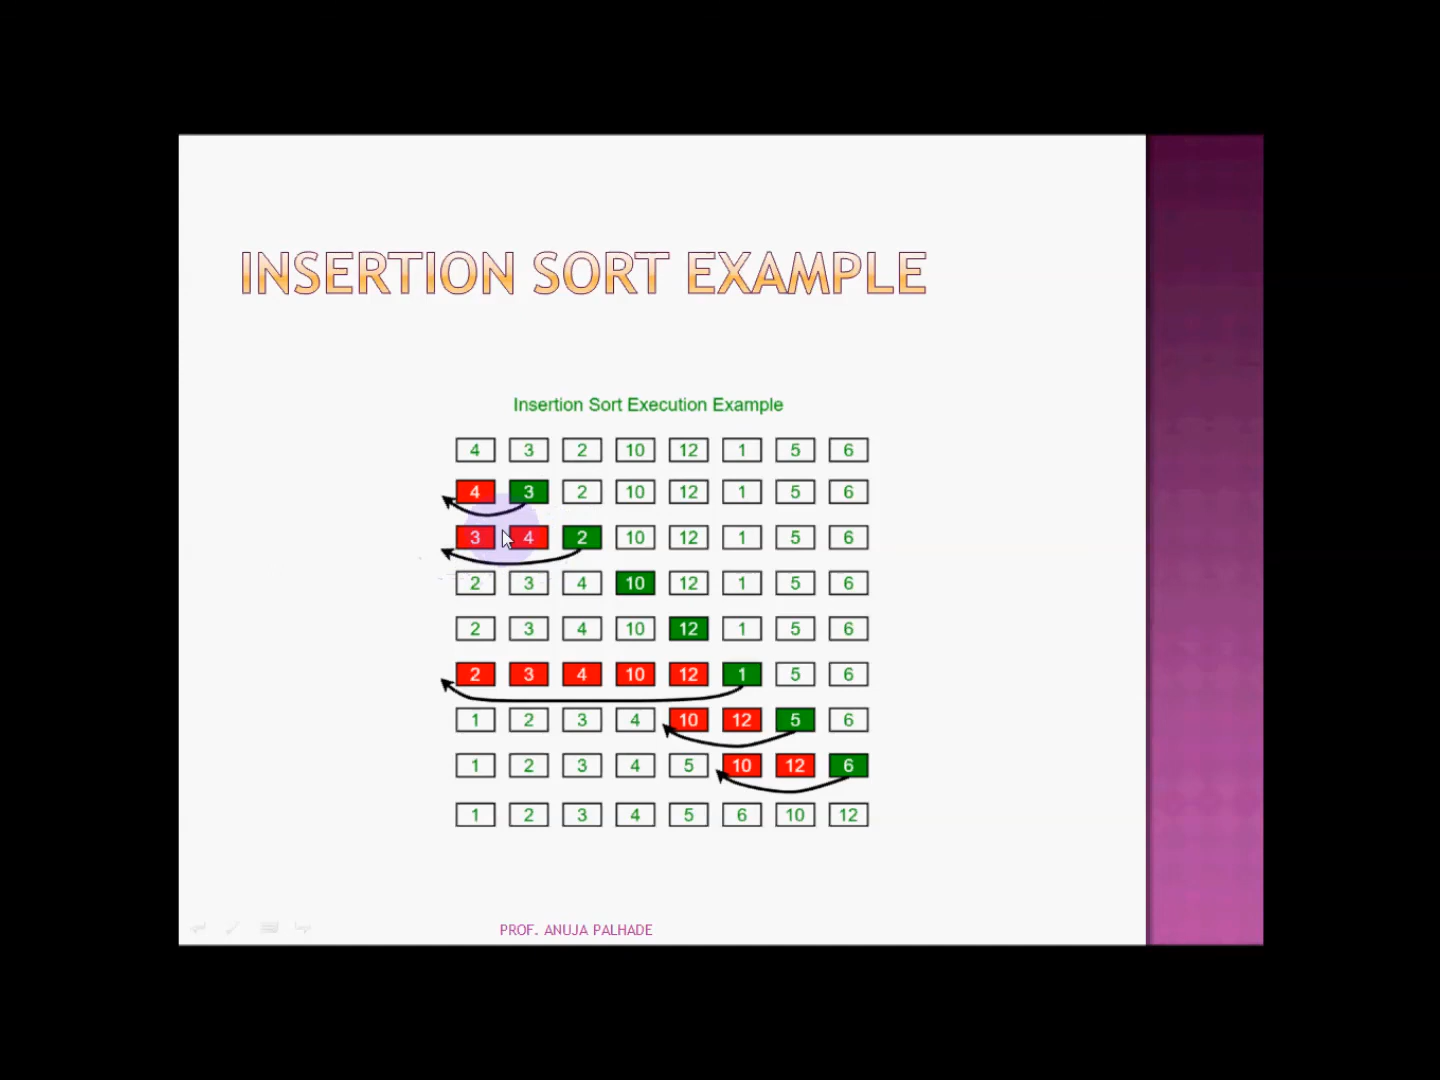 INSERTION SORT EXAMPLE
Insertion Sort Execution Example
4 3 2 10 12 1 5 6
4 3 2 10 12 1 5 6
3 4 2 10 12 1 5 6
2 3 4 10 12 1 5 6
2 3 4 10 12 1 5 6
2 3 4 10 12 1 5 6
1 2 3 4 10 12 5 6
1 2 3 4 5 10 12 6
1 2 3 4 5 6 10 12
PROF. ANUJA PALHADE